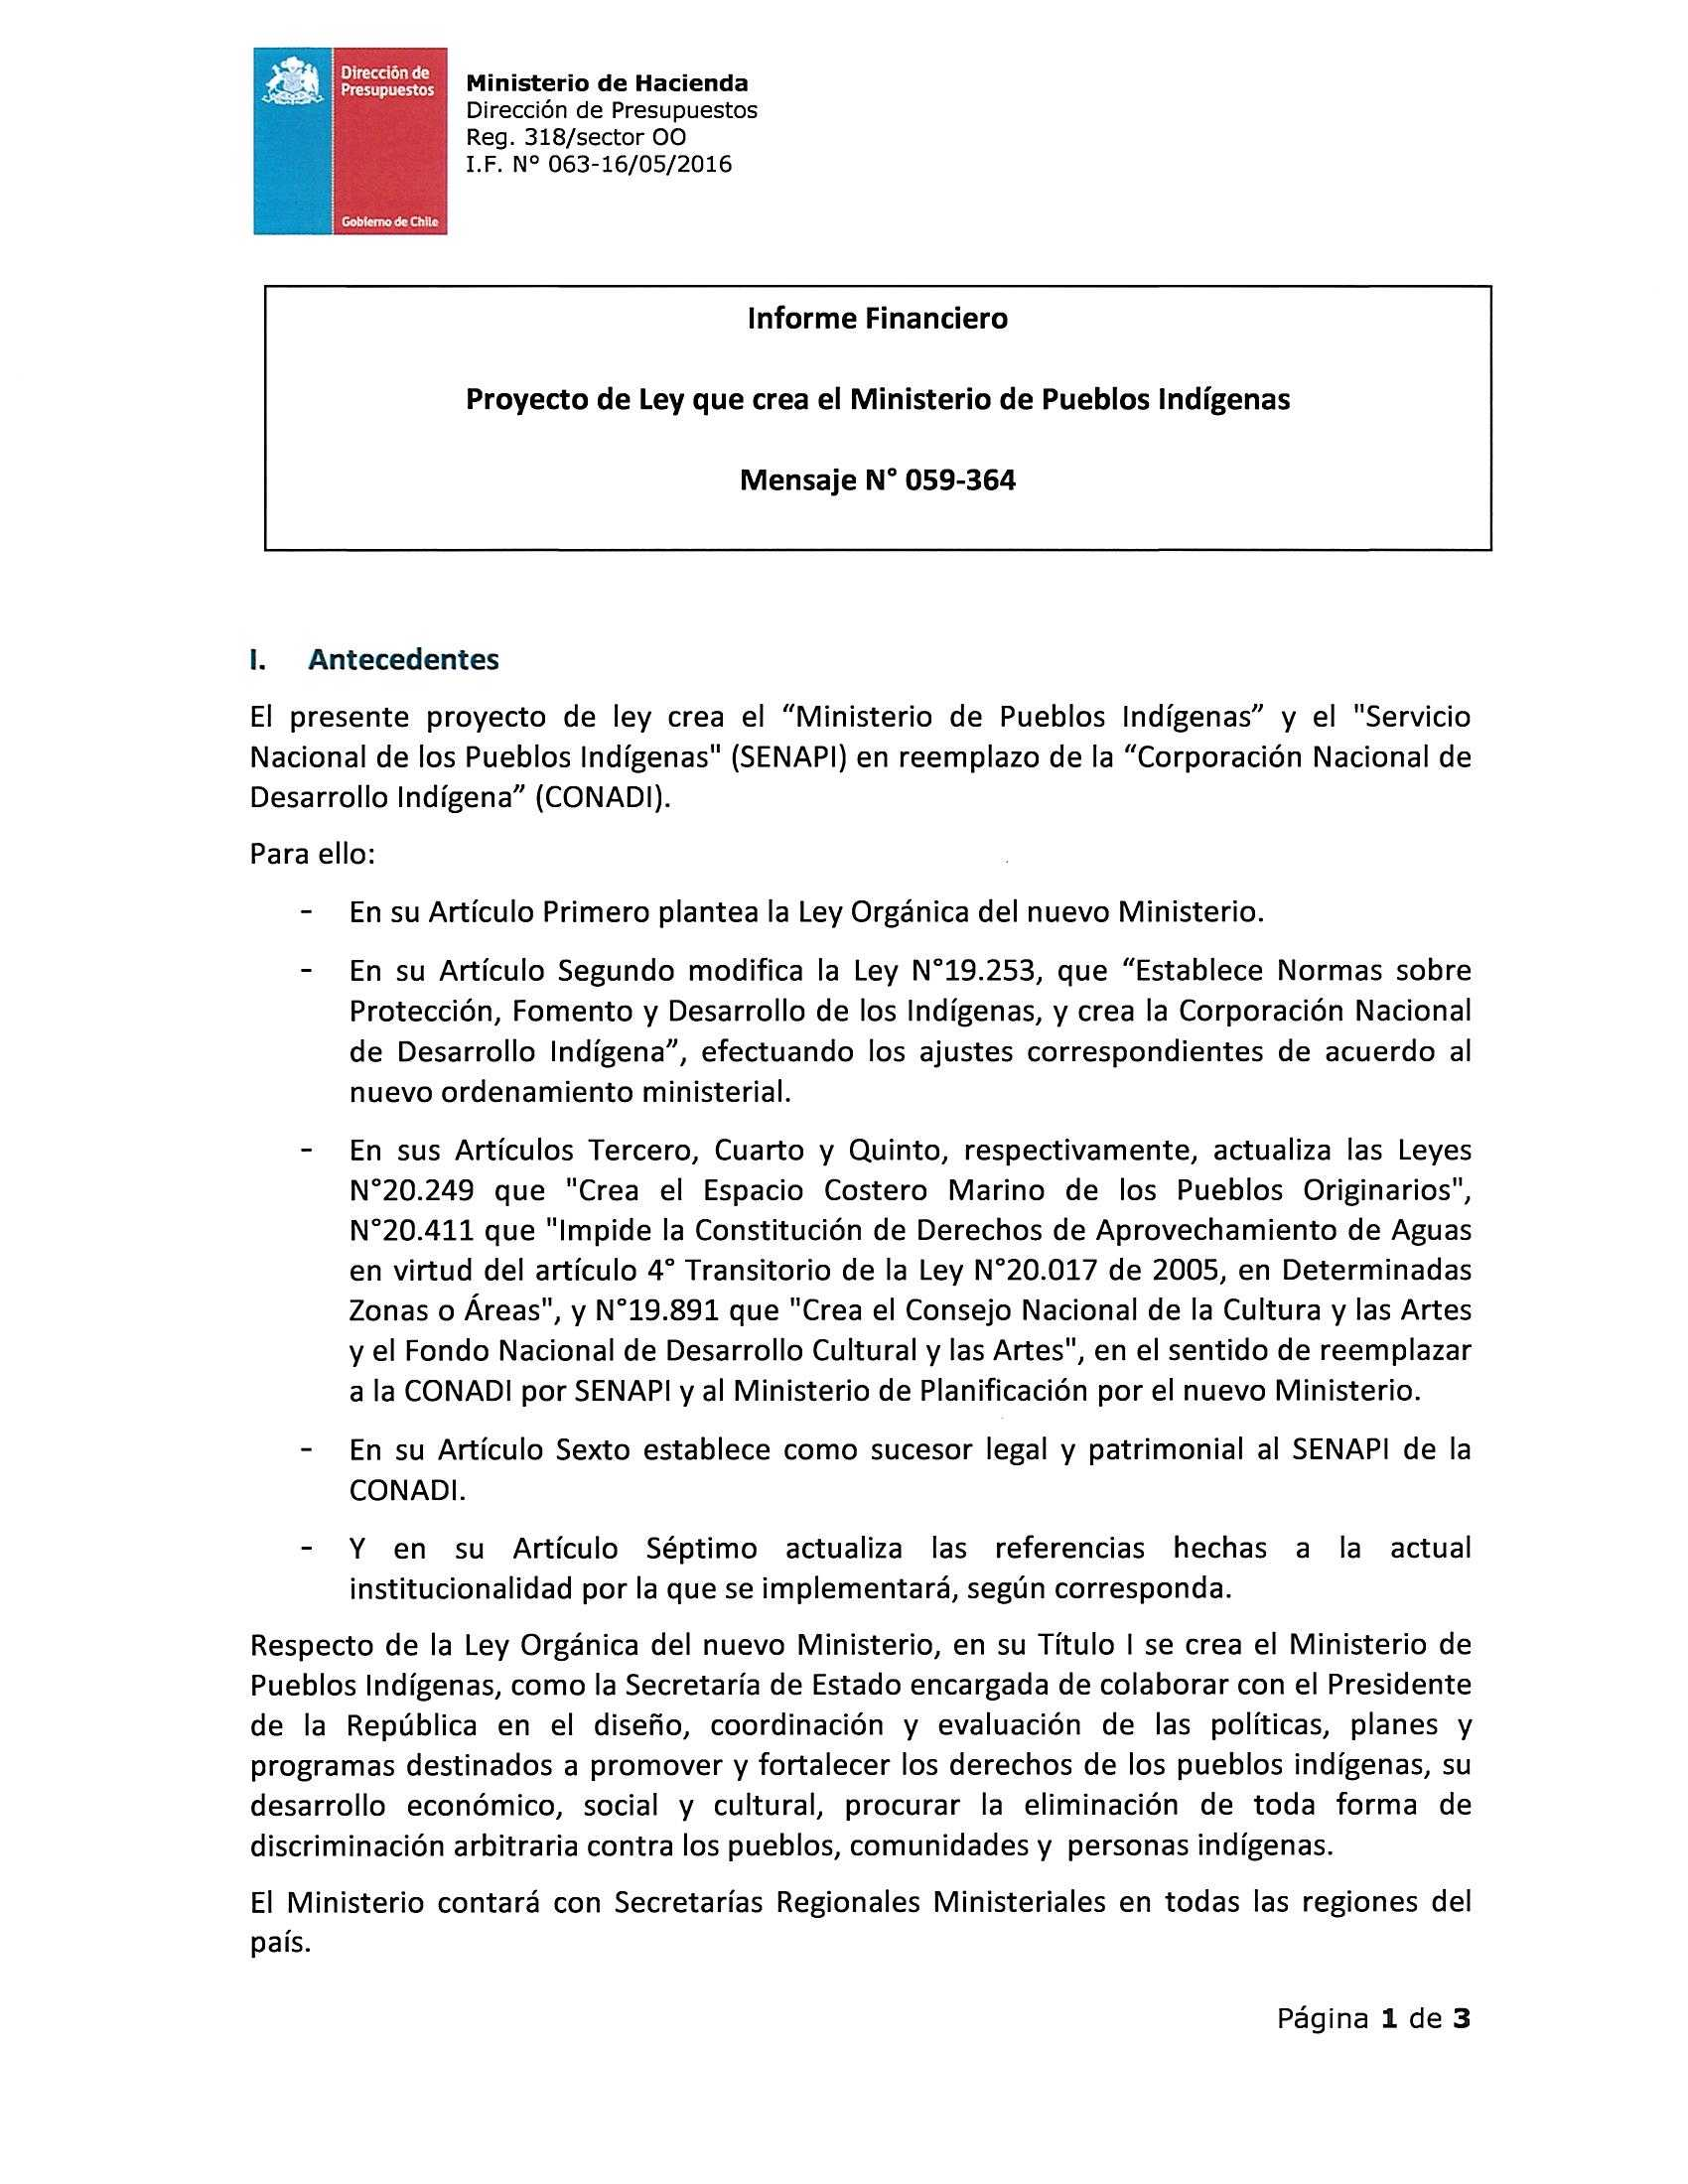 Dirección de
Presupuestos
Gobierno de Chile
Ministerio de Hacienda
Dirección de Presupuestos
Reg. 318/sector OO
I.F. N° 063-16/05/2016
Informe Financiero
Proyecto de Ley que crea el Ministerio de Pueblos Indígenas
Mensaje N° 059-364
I. Antecedentes
El presente proyecto de ley crea el “Ministerio de Pueblos Indígenas” y el "Servicio
Nacional de los Pueblos Indígenas" (SENAPI) en reemplazo de la “Corporación Nacional de
Desarrollo Indígena” (CONADI).
Para ello:
- En su Artículo Primero plantea la Ley Orgánica del nuevo Ministerio.
- En su Artículo Segundo modifica la Ley N°19.253, que “Establece Normas sobre
Protección, Fomento y Desarrollo de los Indígenas, y crea la Corporación Nacional
de Desarrollo Indígena”, efectuando los ajustes correspondientes de acuerdo al
nuevo ordenamiento ministerial.
- En sus Artículos Tercero, Cuarto y Quinto, respectivamente, actualiza las Leyes
N°20.249 que "Crea el Espacio Costero Marino de los Pueblos Originarios",
N°20.411 que "Impide la Constitución de Derechos de Aprovechamiento de Aguas
en virtud del artículo 4° Transitorio de la Ley N°20.017 de 2005, en Determinadas
Zonas o Áreas", y N°19.891 que "Crea el Consejo Nacional de la Cultura y las Artes
y el Fondo Nacional de Desarrollo Cultural y las Artes", en el sentido de reemplazar
a la CONADI por SENAPI y al Ministerio de Planificación por el nuevo Ministerio.
- En su Artículo Sexto establece como sucesor legal y patrimonial al SENAPI de la
CONADI.
- Y en su Artículo Séptimo actualiza las referencias hechas a la actual
institucionalidad por la que se implementará, según corresponda.
Respecto de la Ley Orgánica del nuevo Ministerio, en su Título I se crea el Ministerio de
Pueblos Indígenas, como la Secretaría de Estado encargada de colaborar con el Presidente
de la República en el diseño, coordinación y evaluación de las políticas, planes y
programas destinados a promover y fortalecer los derechos de los pueblos indígenas, su
desarrollo económico, social y cultural, procurar la eliminación de toda forma de
discriminación arbitraria contra los pueblos, comunidades y personas indígenas.
El Ministerio contará con Secretarías Regionales Ministeriales en todas las regiones del
país.
Página 1 de 3